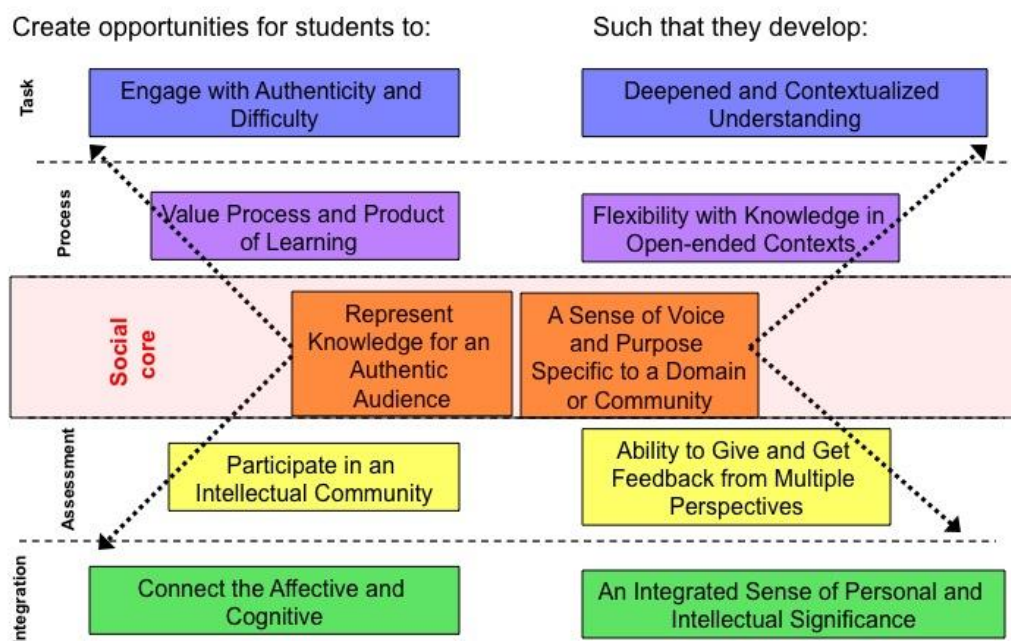 Create opportunities for students to:
Such that they develop:
Task
Engage with Authenticity and
Difficulty
Deepened and Contextualized
Understanding
Process
Value Process and Product
of Learning
Flexibility with Knowledge in
Open-ended Contexts
Social
core
Represent
Knowledge for an
Authentic
Audience
A Sense of Voice
and Purpose
Specific to a Domain
or Community
Assessment
Participate in an
Intellectual Community
Ability to Give and Get
Feedback from Multiple
Perspectives
Integration
Connect the Affective and
Cognitive
An Integrated Sense of Personal and
Intellectual Significance